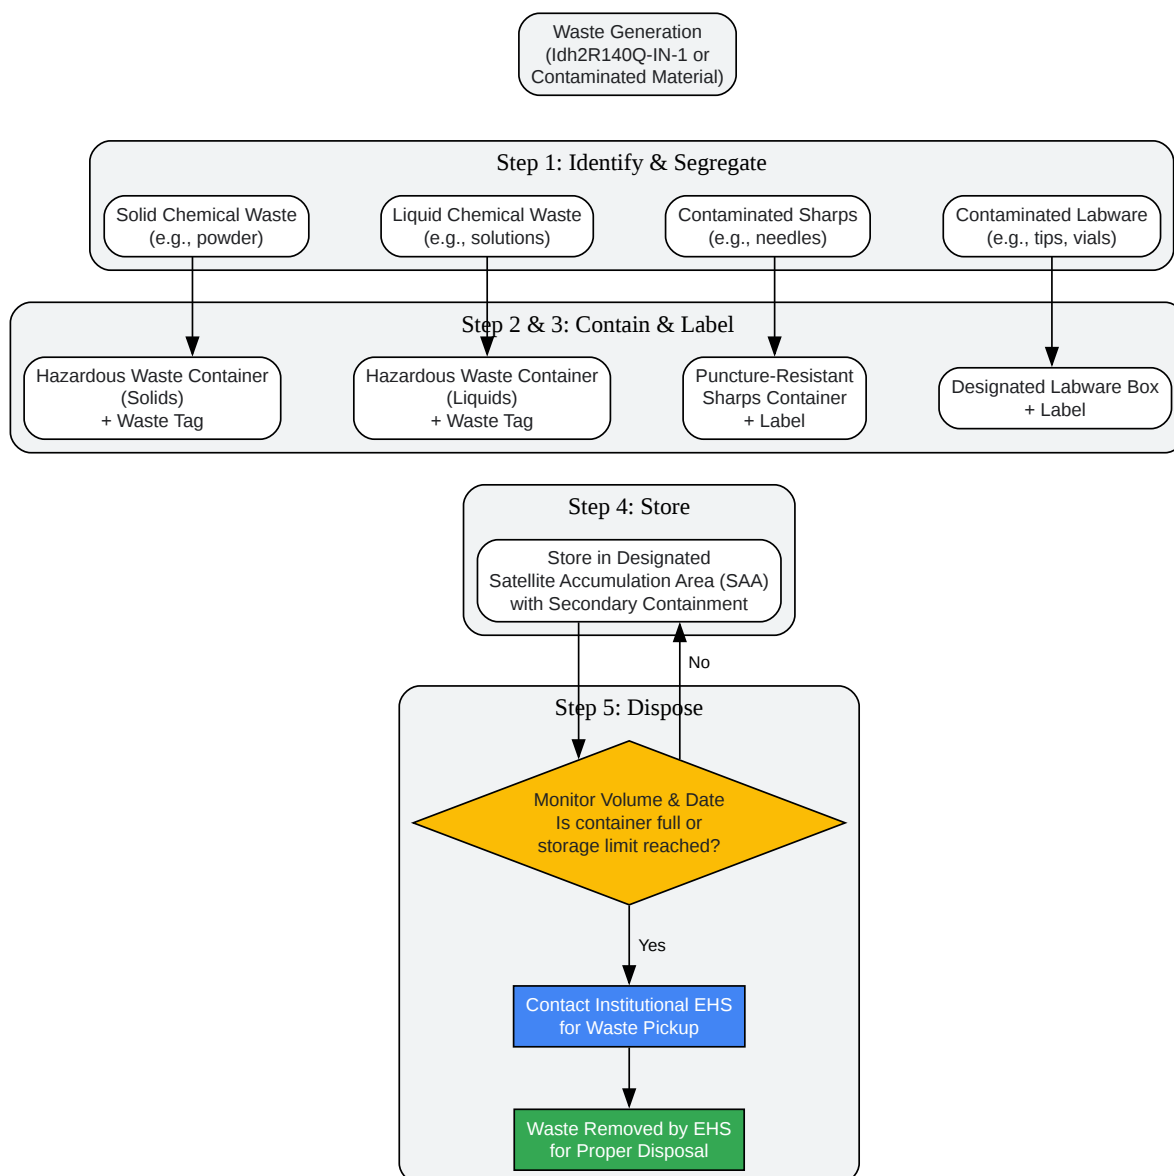 Waste Generation
(Idh2R140Q-IN-1 or
Contaminated Material)
Step 1: Identify & Segregate
Solid Chemical Waste
(e.g., powder)
Liquid Chemical Waste
(e.g., solutions)
Contaminated Sharps
(e.g., needles)
Contaminated Labware
(e.g., tips, vials)
Step 2 & 3: Contain & Label
Hazardous Waste Container
(Solids)
+ Waste Tag
Hazardous Waste Container
(Liquids)
+ Waste Tag
Puncture-Resistant
Sharps Container
+ Label
Designated Labware Box
+ Label
Step 4: Store
Store in Designated
Satellite Accumulation Area (SAA)
with Secondary Containment
No
Step 5: Dispose
Monitor Volume & Date
Is container full or
storage limit reached?
Yes
Contact Institutional EHS
for Waste Pickup
Waste Removed by EHS
for Proper Disposal